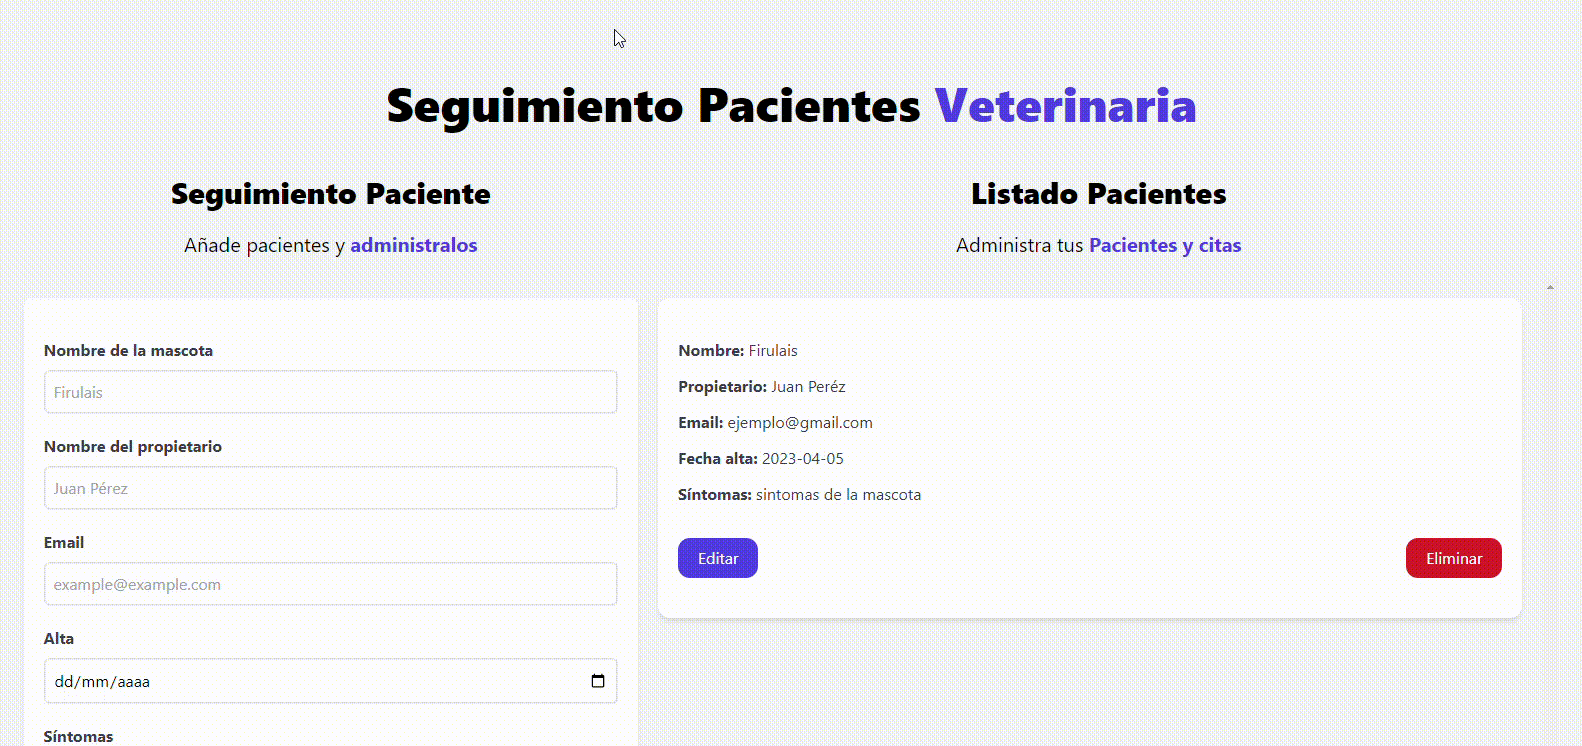 Seguimiento Pacientes Veterinaria
Seguimiento Paciente
Añade pacientes y administralos
Nombre de la mascota
Firulais
Nombre del propietario
Juan Pérez
Email
example@example.com
Alta
dd/mm/aaaa
Síntomas
Listado Pacientes
Administra tus Pacientes y citas
Nombre: Firulais
Propietario: Juan Peréz
Email: ejemplo@gmail.com
Fecha alta: 2023-04-05
Síntomas: sintomas de la mascota
Editar
Eliminar